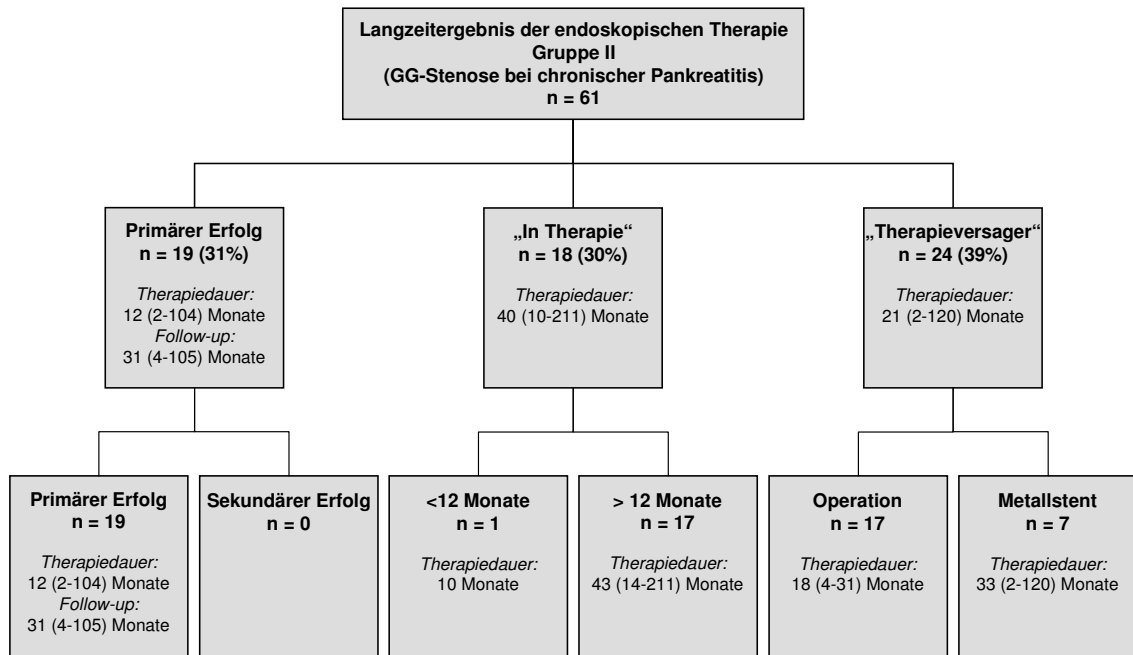 Langzeitergebnis der endoskopischen Therapie
Gruppe II
(GG-Stenose bei chronischer Pankreatitis)
n = 61
Primärer Erfolg
n = 19 (31%)
Therapiedauer:
12 (2-104) Monate
Follow-up:
31 (4-105) Monate
„In Therapie“
n = 18 (30%)
Therapiedauer:
40 (10-211) Monate
„Therapieversager“
n = 24 (39%)
Therapiedauer:
21 (2-120) Monate
Primärer Erfolg
n = 19
Therapiedauer:
12 (2-104) Monate
Follow-up:
31 (4-105) Monate
Sekundärer Erfolg
n = 0
<12 Monate
n = 1
Therapiedauer:
10 Monate
> 12 Monate
n = 17
Therapiedauer:
43 (14-211) Monate
Operation
n = 17
Therapiedauer:
18 (4-31) Monate
Metallstent
n = 7
Therapiedauer:
33 (2-120) Monate